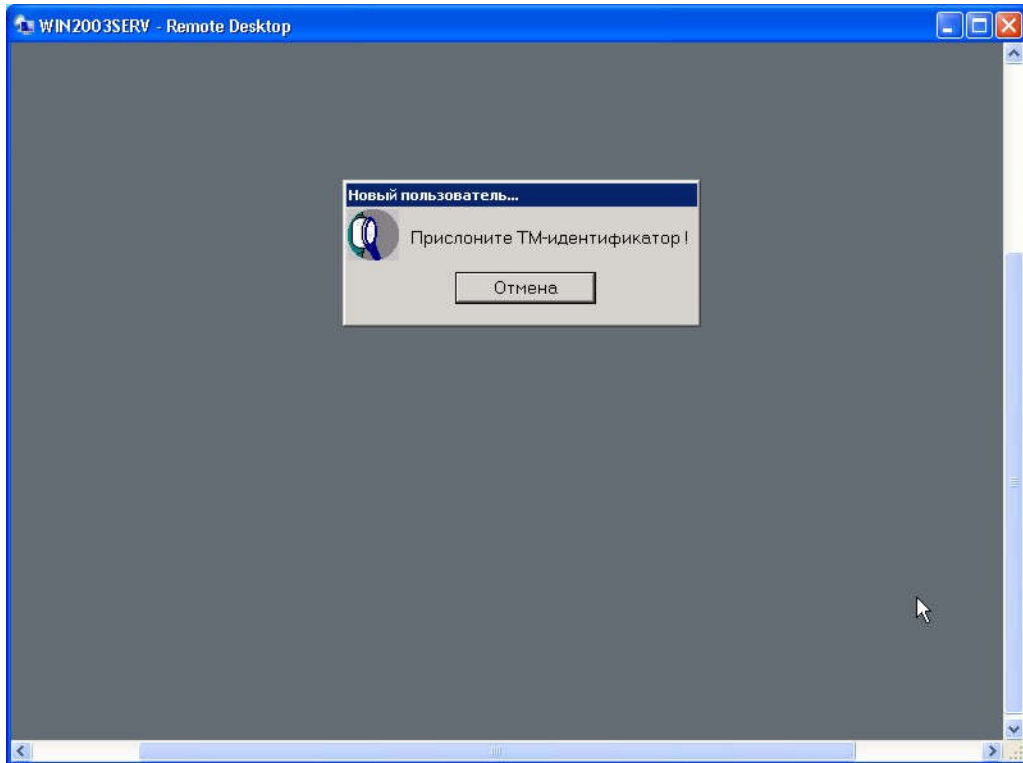 WIN2003SERV - Remote Desktop
Новый пользователь...
Прислоните ТМ-идентификатор !
Отмена